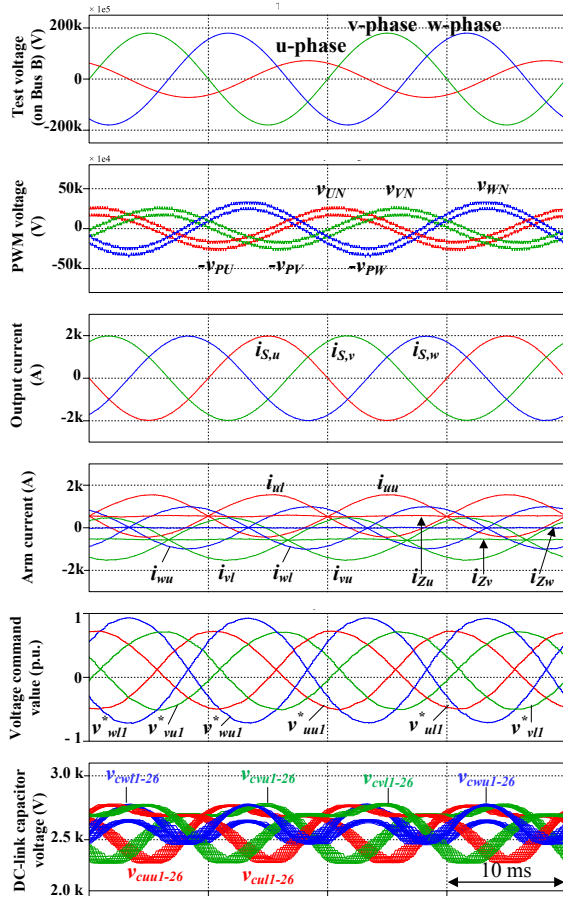 × 1e5
200k
0
-200k
Test voltage
(on Bus B) (V)
u-phase
v-phase
w-phase
× 1e4
50k
0
-50k
PWM voltage
(V)
vUN
vVN
vWN
-vPU
-vPV
-vPW
2k
0
-2k
Output current
(A)
iS,u
iS,v
iS,w
2k
0
-2k
Arm current (A)
iul
iuu
iwu
ivl
iwl
ivu
iZu
iZv
iZw
1
0
- 1
Voltage command
value (p.u.)
v*wl1
v*vu1
v*wu1
v*uu1
v*ul1
v*vl1
3.0 k
2.5 k
2.0 k
DC-link capacitor
voltage (V)
vcwl1-26
vcvu1-26
vcvl1-26
vcwu1-26
vcuu1-26
vcul1-26
10 ms